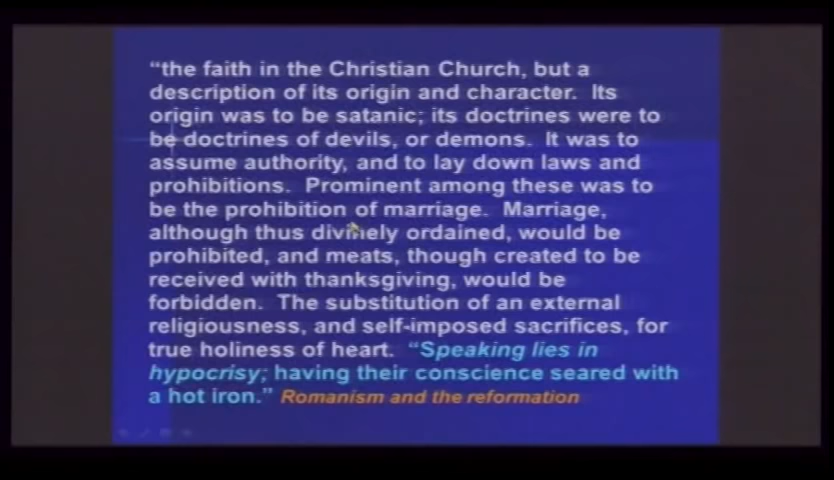 “the faith in the Christian Church, but a
description of its origin and character.  Its
origin was to be satanic; its doctrines were to
be doctrines of devils, or demons.  It was to
assume authority, and to lay down laws and
prohibitions.  Prominent among these was to
be the prohibition of marriage.  Marriage,
although thus divinely ordained, would be
prohibited, and meats, though created to be
received with thanksgiving, would be
forbidden.  The substitution of an external
religiousness, and self-imposed sacrifices, for
true holiness of heart.  “Speaking lies in
hypocrisy; having their conscience seared with
a hot iron.” Romanism and the reformation